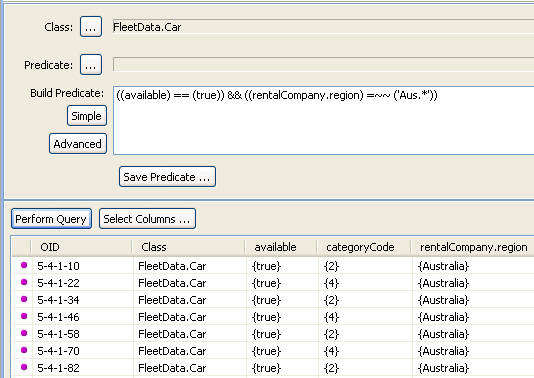 Class: ... FleetData.Car
Predicate: ...
Build Predicate: ((available) == (true)) && ((rentalCompany.region) =~~ ('Aus.*'))
Simple
Advanced
Save Predicate ...
Perform Query Select Columns ...
OID Class available categoryCode rentalCompany.region
5-4-1-10 FleetData.Car {true} {2} {Australia}
5-4-1-22 FleetData.Car {true} {4} {Australia}
5-4-1-34 FleetData.Car {true} {2} {Australia}
5-4-1-46 FleetData.Car {true} {4} {Australia}
5-4-1-58 FleetData.Car {true} {2} {Australia}
5-4-1-70 FleetData.Car {true} {4} {Australia}
5-4-1-82 FleetData.Car {true} {2} {Australia}